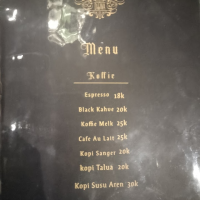 Menu
Koffie
Espresso 18k
Black Kahve 20k
Koffie Melk 25k
Cafe Au Lait 25k
Kopi Sanger 20k
kopi Talua 20k
Kopi Susu Aren 30k